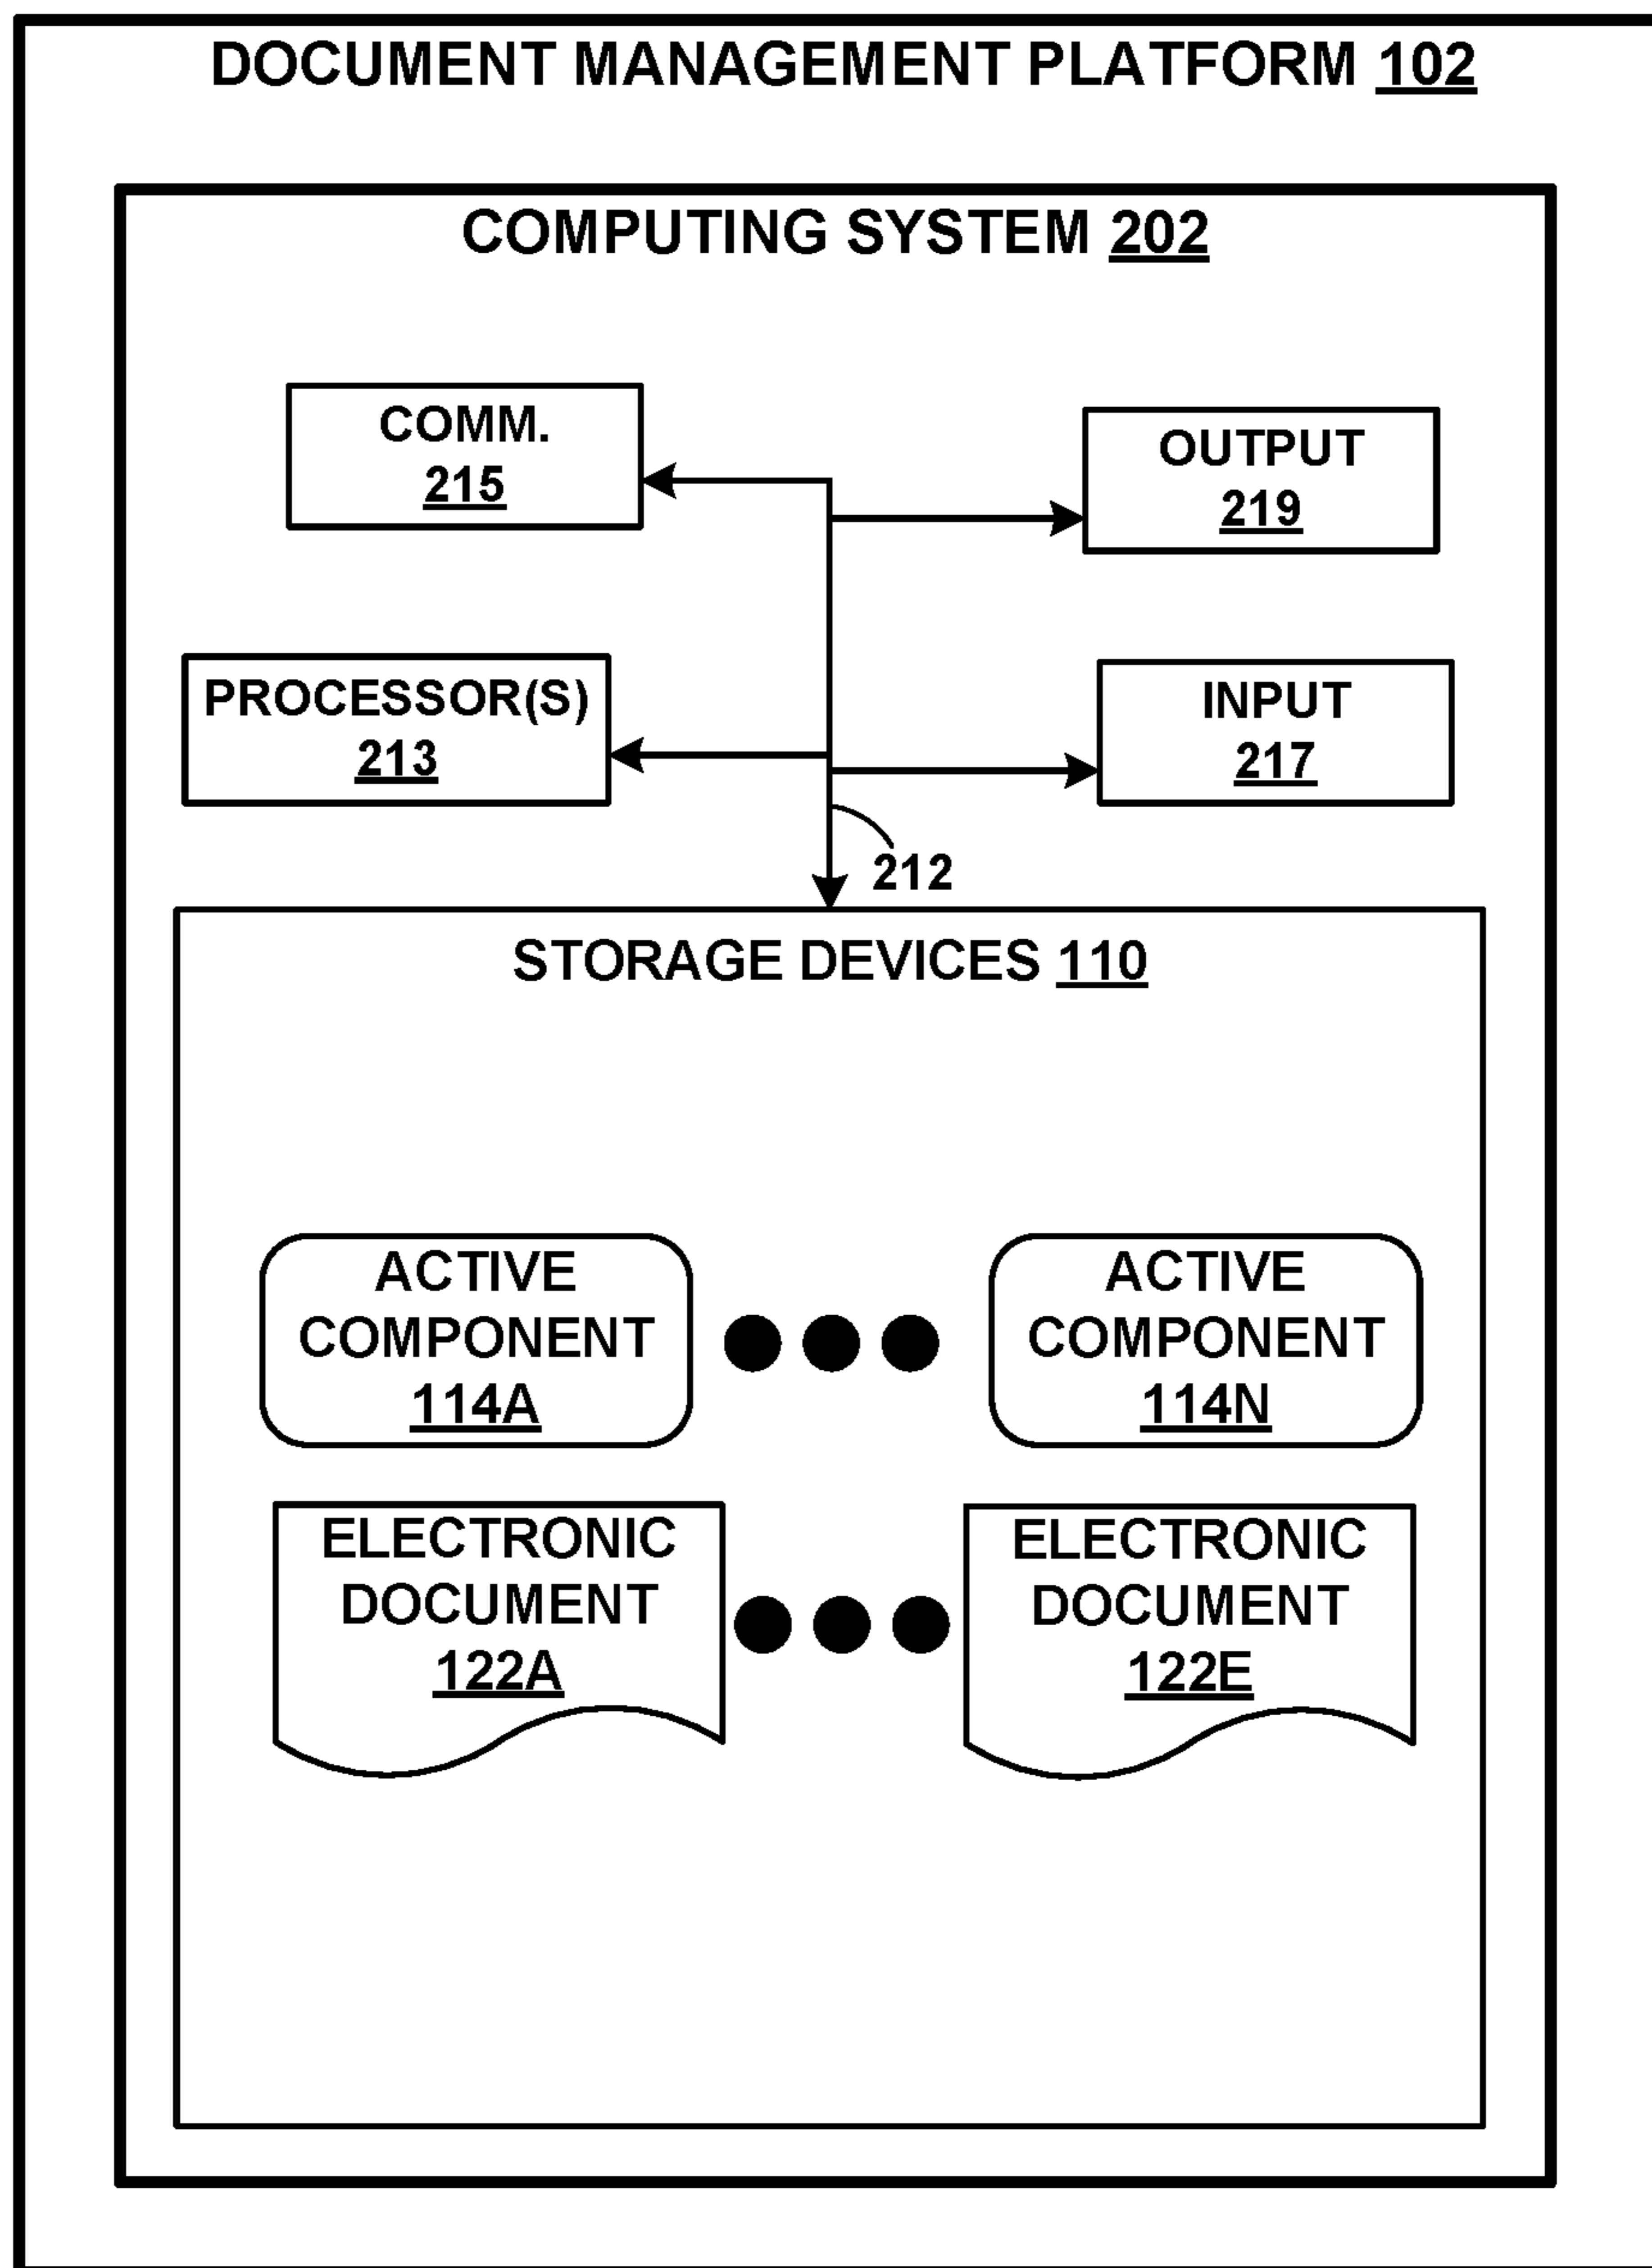 DOCUMENT MANAGEMENT PLATFORM 102
COMPUTING SYSTEM 202
COMM.
215
OUTPUT
219
PROCESSOR(S)
213
INPUT
217
212
STORAGE DEVICES 110
ACTIVE
COMPONENT
114A
ACTIVE
COMPONENT
114N
ELECTRONIC
DOCUMENT
122A
ELECTRONIC
DOCUMENT
122E